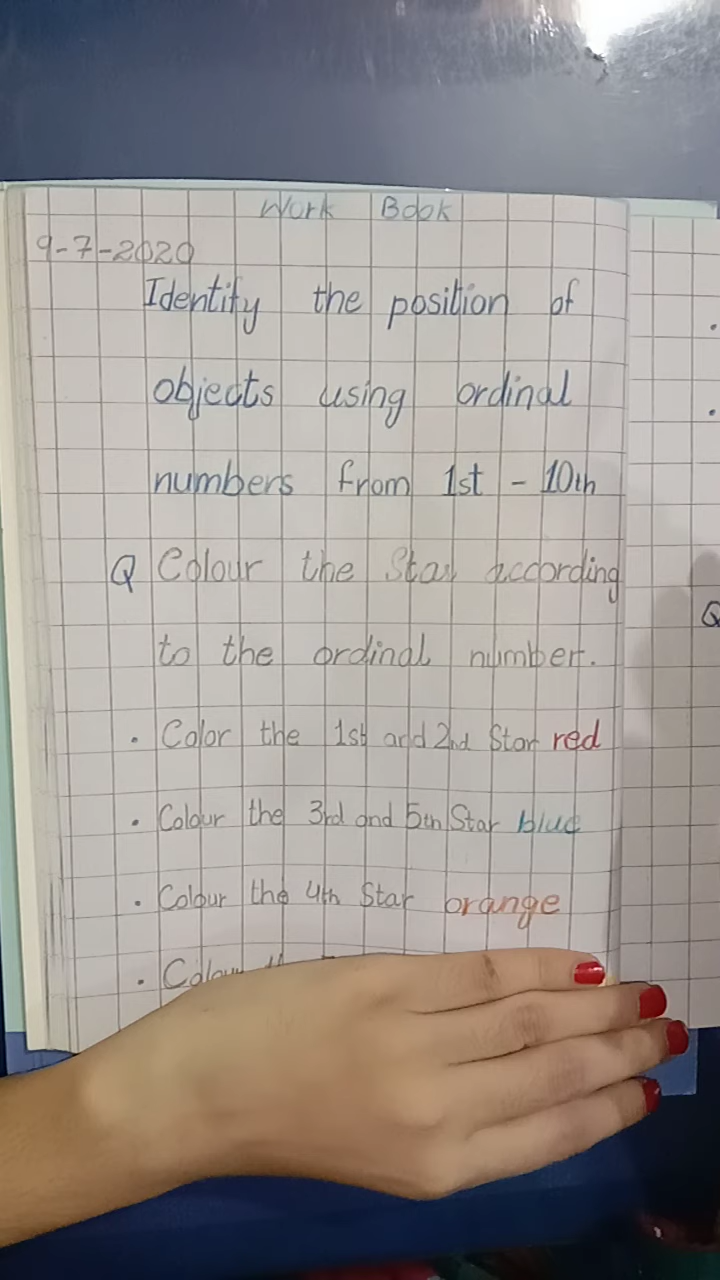 Work Book
9-7-2020
Identify the position of
objects using ordinal
numbers from 1st - 10th
Q Colour the Star according
to the ordinal number.
. Color the 1st and 2nd Star red
. Colour the 3rd and 5th Star blue
. Colour the 4th Star orange
. Colour
Q